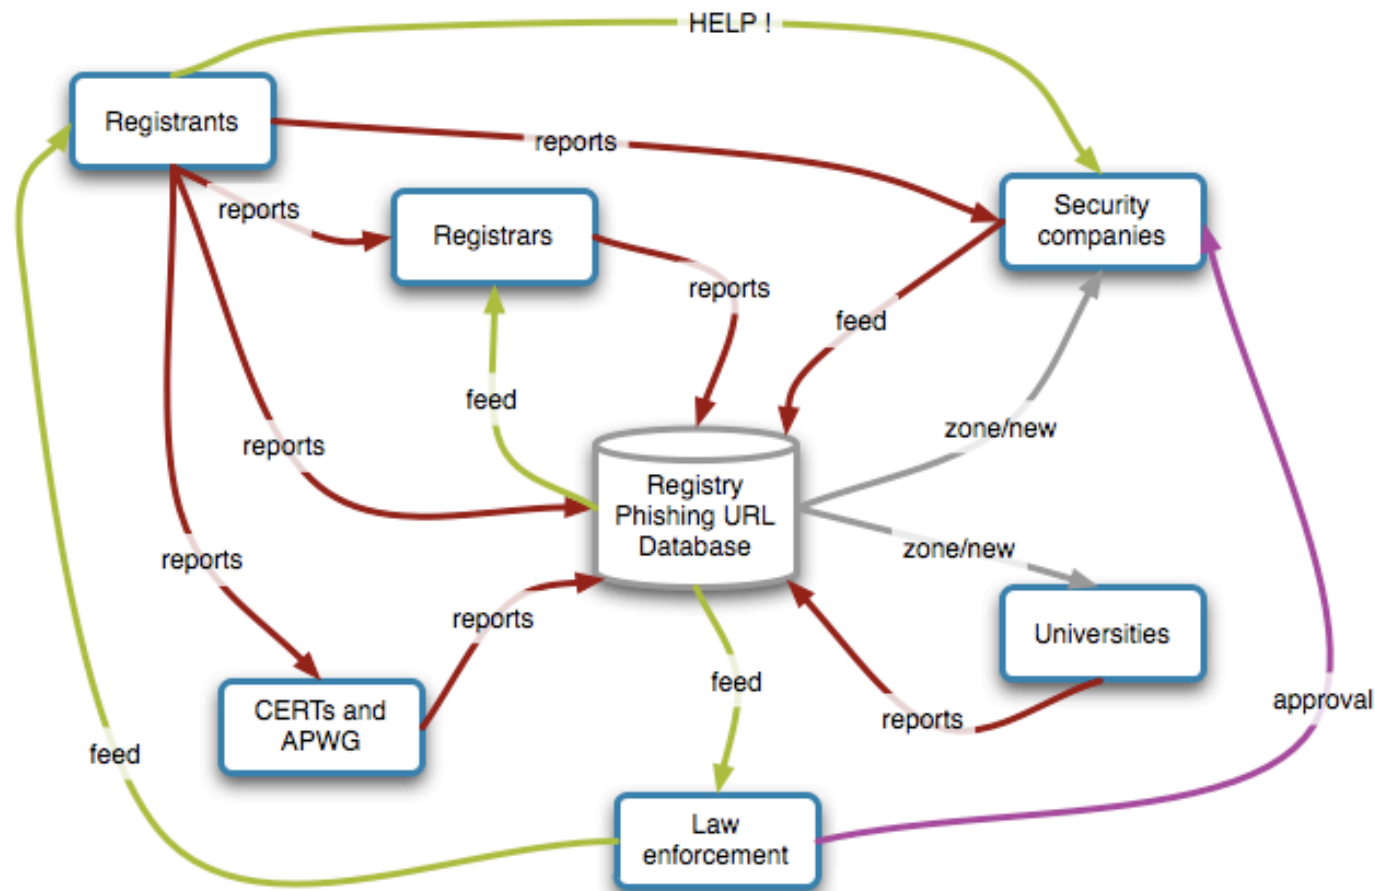 HELP !
Registrants
reports
Security
companies
reports
Registrars
reports
feed
feed
zone/new
reports
Registry
Phishing URL
Database
zone/new
reports
reports
Universities
feed
reports
approval
CERTs and
APWG
feed
Law
enforcement